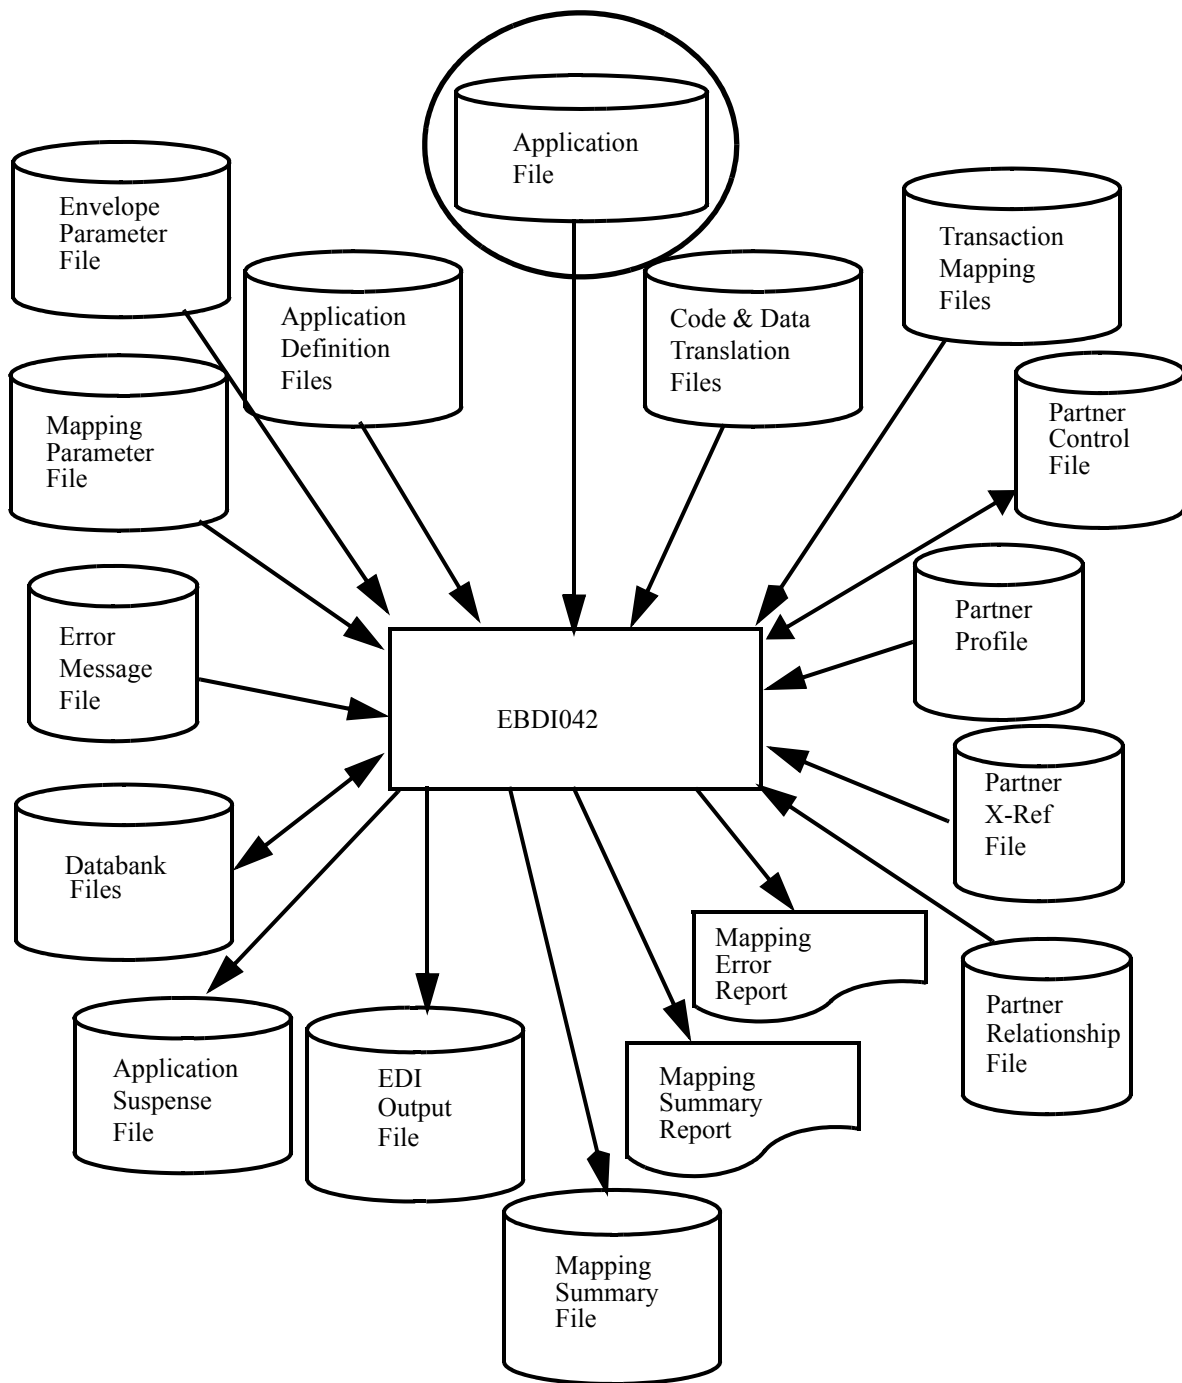 Application
File
Envelope
Parameter
File
Application
Definition
Files
Code & Data
Translation
Files
Transaction
Mapping
Files
Mapping
Parameter
File
Partner
Control
File
Error
Message
File
EBDI042
Partner
Profile
Partner
X-Ref
File
Databank
Files
Mapping
Error
Report
Partner
Relationship
File
Application
Suspense
File
EDI
Output
File
Mapping
Summary
Report
Mapping
Summary
File